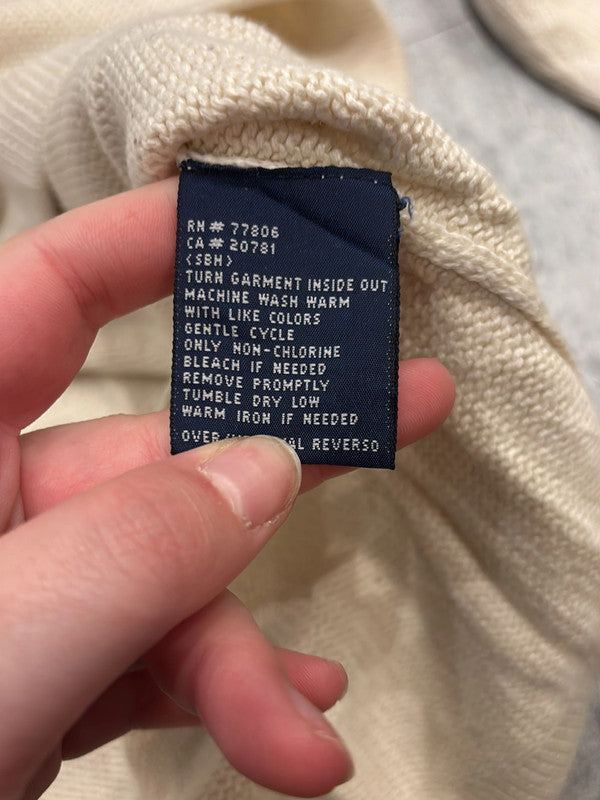 RN # 77806
CA # 20781
<SBH>
TURN GARMENT INSIDE OUT
MACHINE WASH WARM
WITH LIKE COLORS
GENTLE CYCLE
ONLY NON-CHLORINE
BLEACH IF NEEDED
REMOVE PROMPTLY
TUMBLE DRY LOW
WARM IRON IF NEEDED
OVER REVERSO